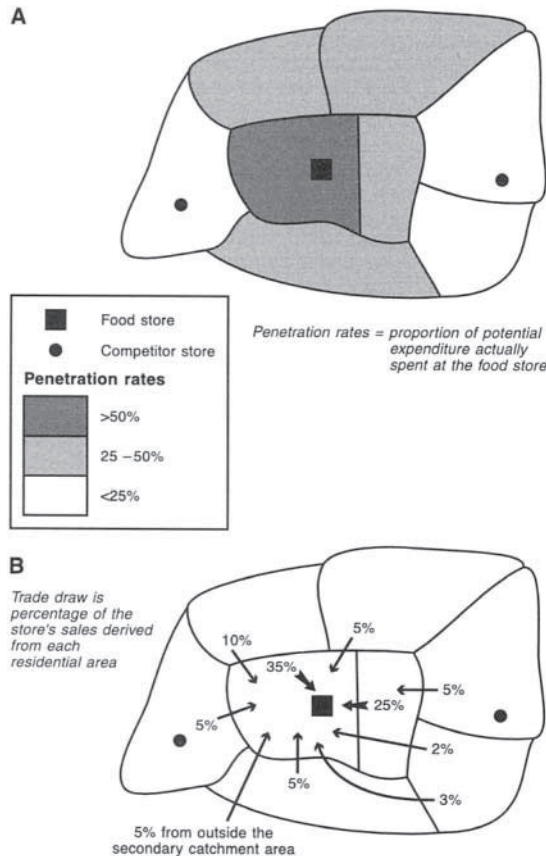 A
Food store
Competitor store
Penetration rates
>50%
25 – 50%
<25%
Penetration rates = proportion of potential
expenditure actually
spent at the food store
B
Trade draw is
percentage of the
store's sales derived
from each
residential area
10%
5%
35%
5%
25%
5%
2%
5%
3%
5% from outside the
secondary catchment area